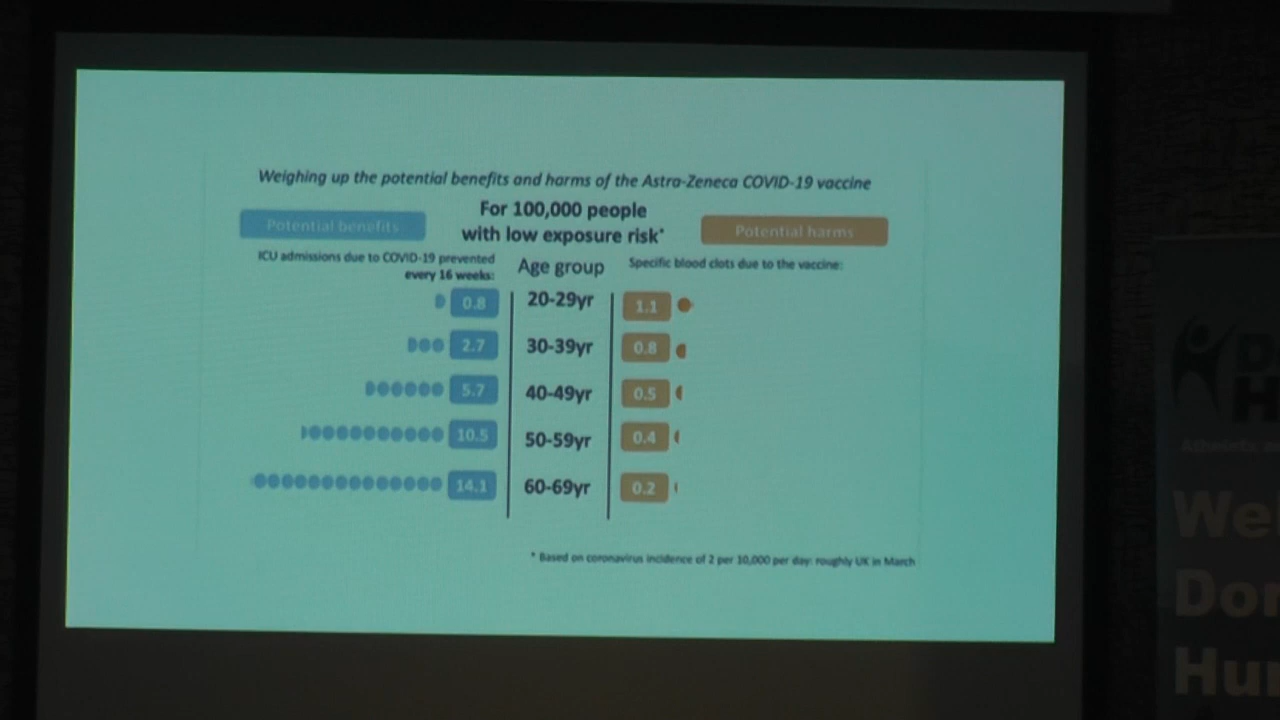 Weighing up the potential benefits and harms of the Astra-Zeneca COVID-19 vaccine
For 100,000 people
with low exposure risk*
Potential benefits
Potential harms
ICU admissions due to COVID-19 prevented
every 16 weeks:
Age group
Specific blood clots due to the vaccine:
0.8 20-29yr 1.1
2.7 30-39yr 0.8
5.7 40-49yr 0.5
10.5 50-59yr 0.4
14.1 60-69yr 0.2
* Based on coronavirus incidence of 2 per 10,000 per day: roughly UK in March